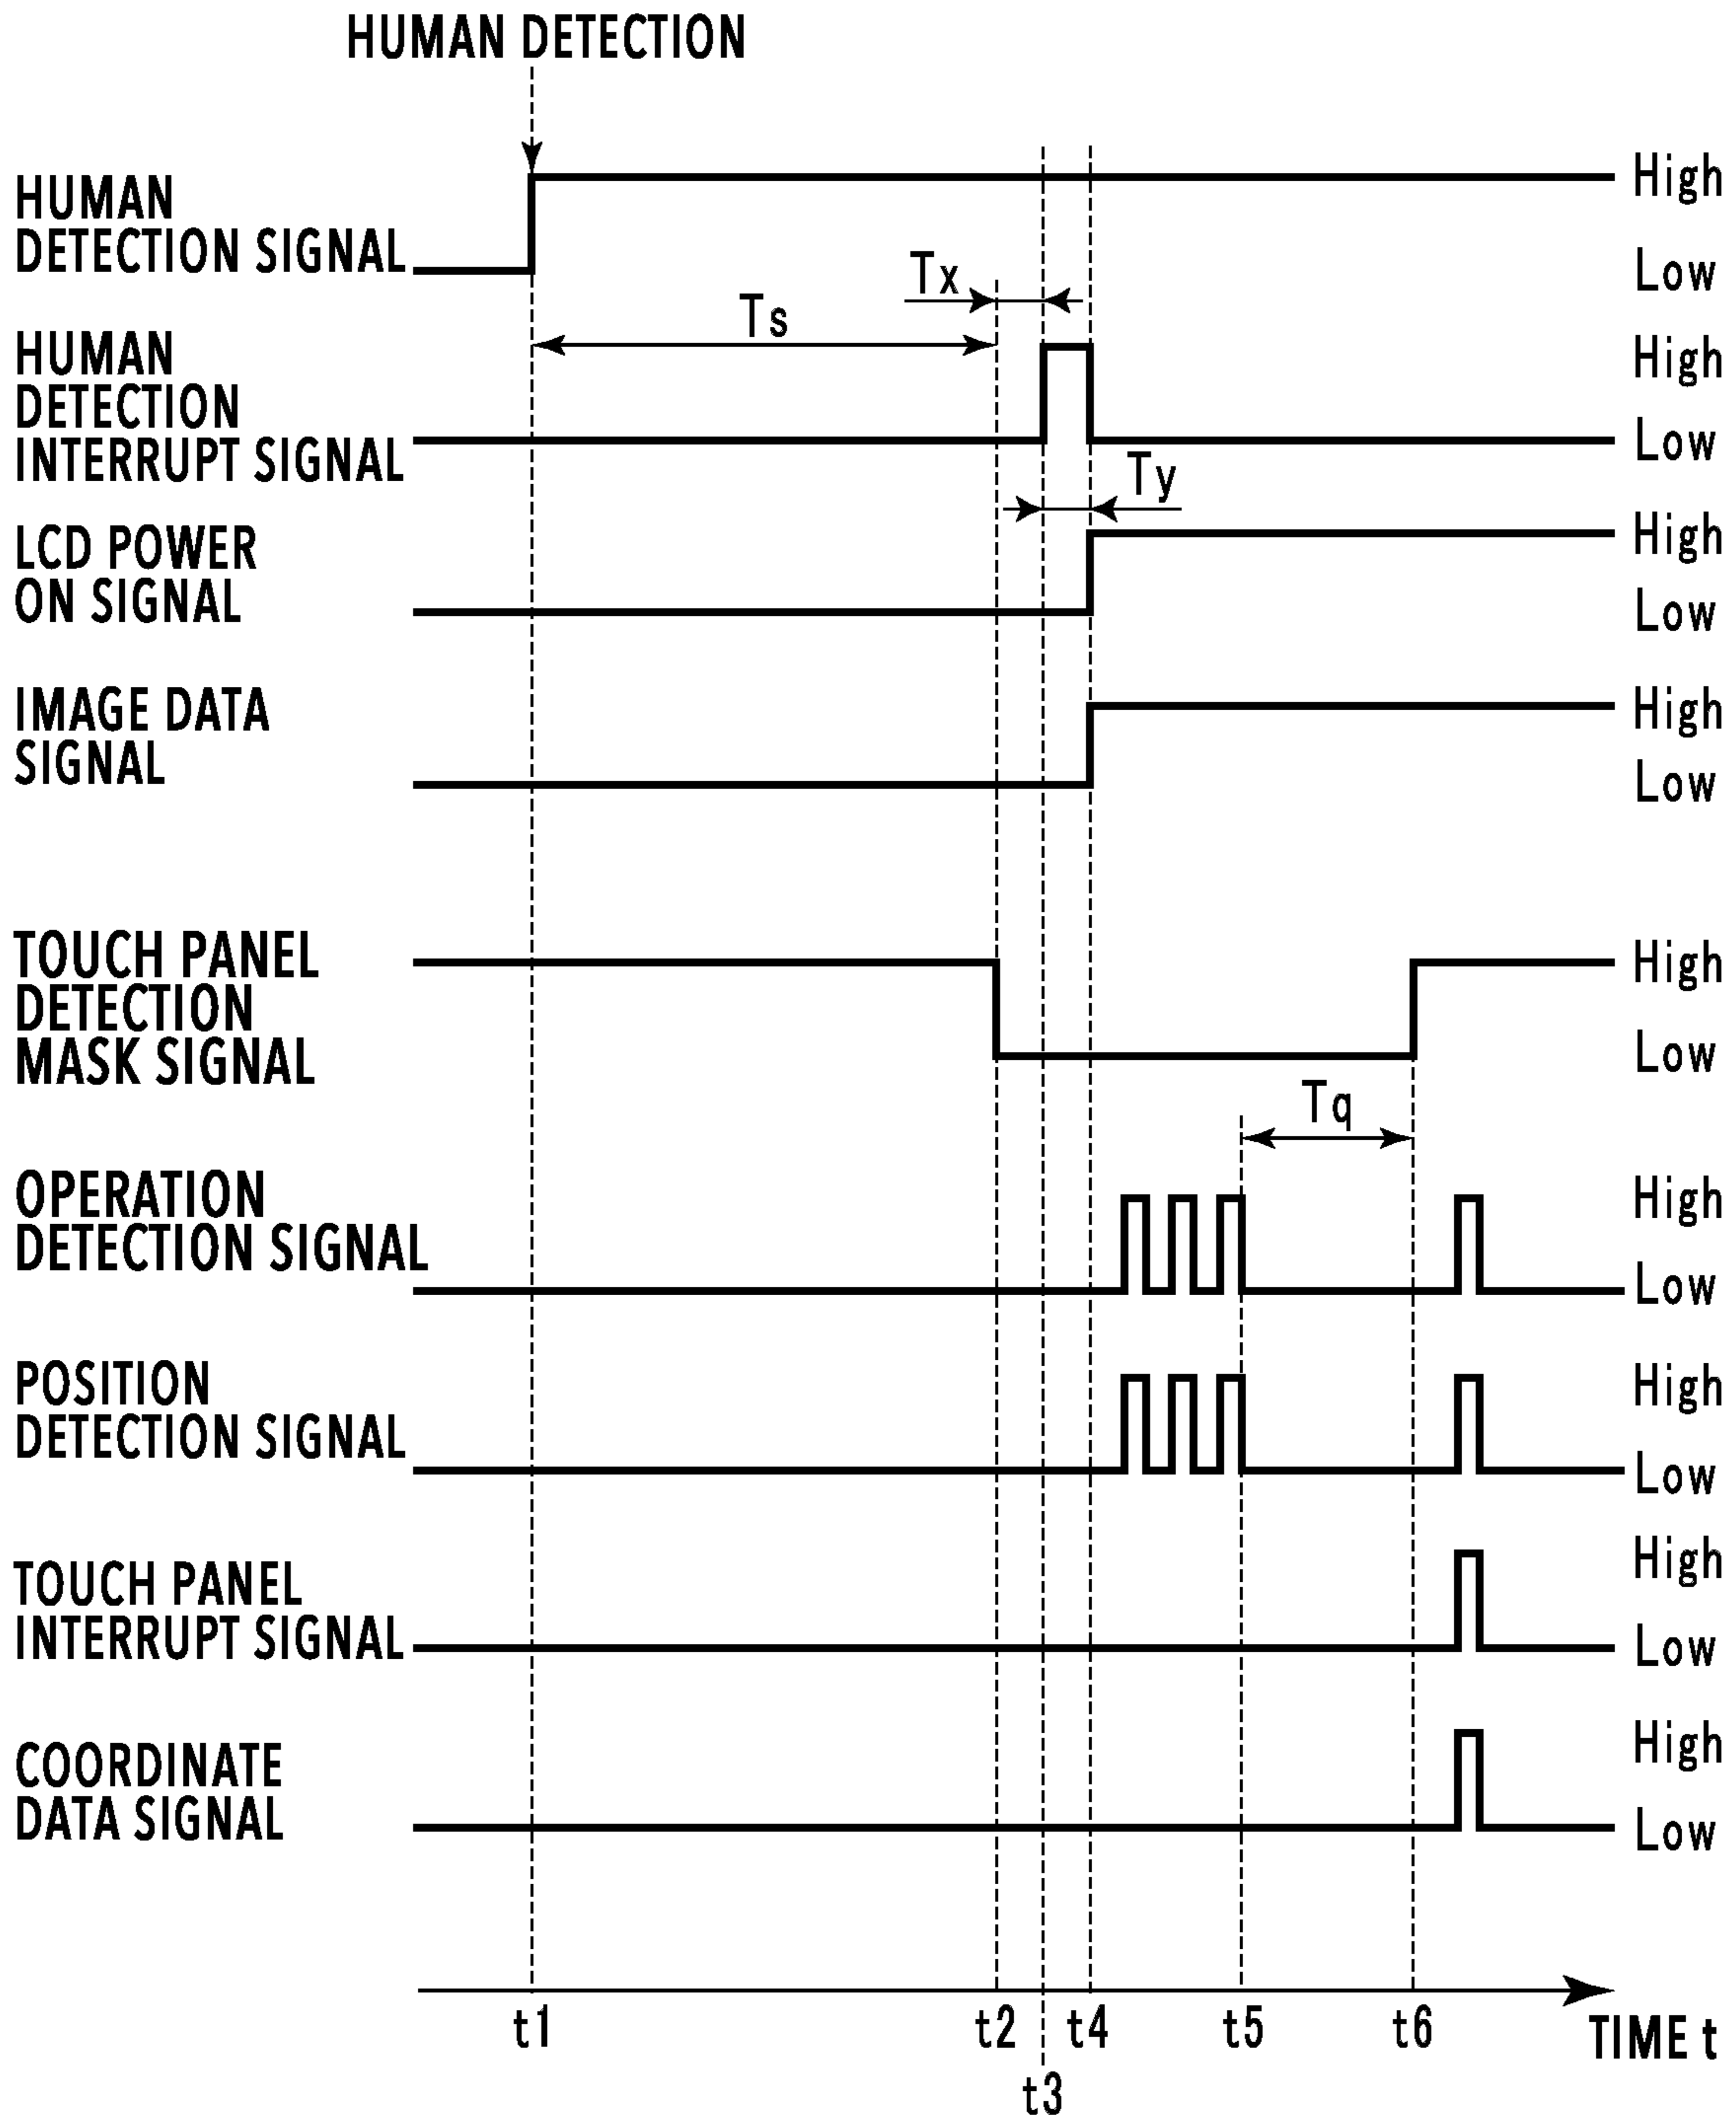 HUMAN DETECTION
HUMAN
DETECTION SIGNAL
High
Low
Tx
Ts
HUMAN
DETECTION
INTERRUPT SIGNAL
High
Low
Ty
LCD POWER
ON SIGNAL
High
Low
IMAGE DATA
SIGNAL
High
Low
TOUCH PANEL
DETECTION
MASK SIGNAL
High
Low
Tq
OPERATION
DETECTION SIGNAL
High
Low
POSITION
DETECTION SIGNAL
High
Low
TOUCH PANEL
INTERRUPT SIGNAL
High
Low
COORDINATE
DATA SIGNAL
High
Low
t1 t2 t4 t5 t6 TIME t
t3